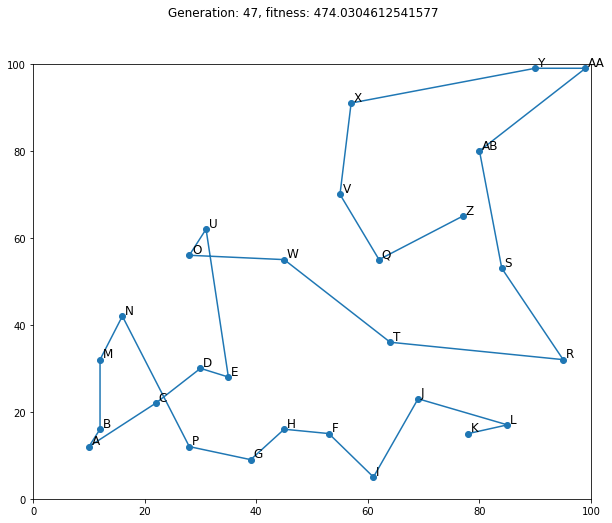 Generation: 47, fitness: 474.0304612541577
100
Y
AA
X
80
AB
V
Z
U
60
O
W
Q
S
N
40
M
T
R
D
E
C
J
20
B
L
A
P
G
H
F
K
I
0
0
20
40
60
80
100